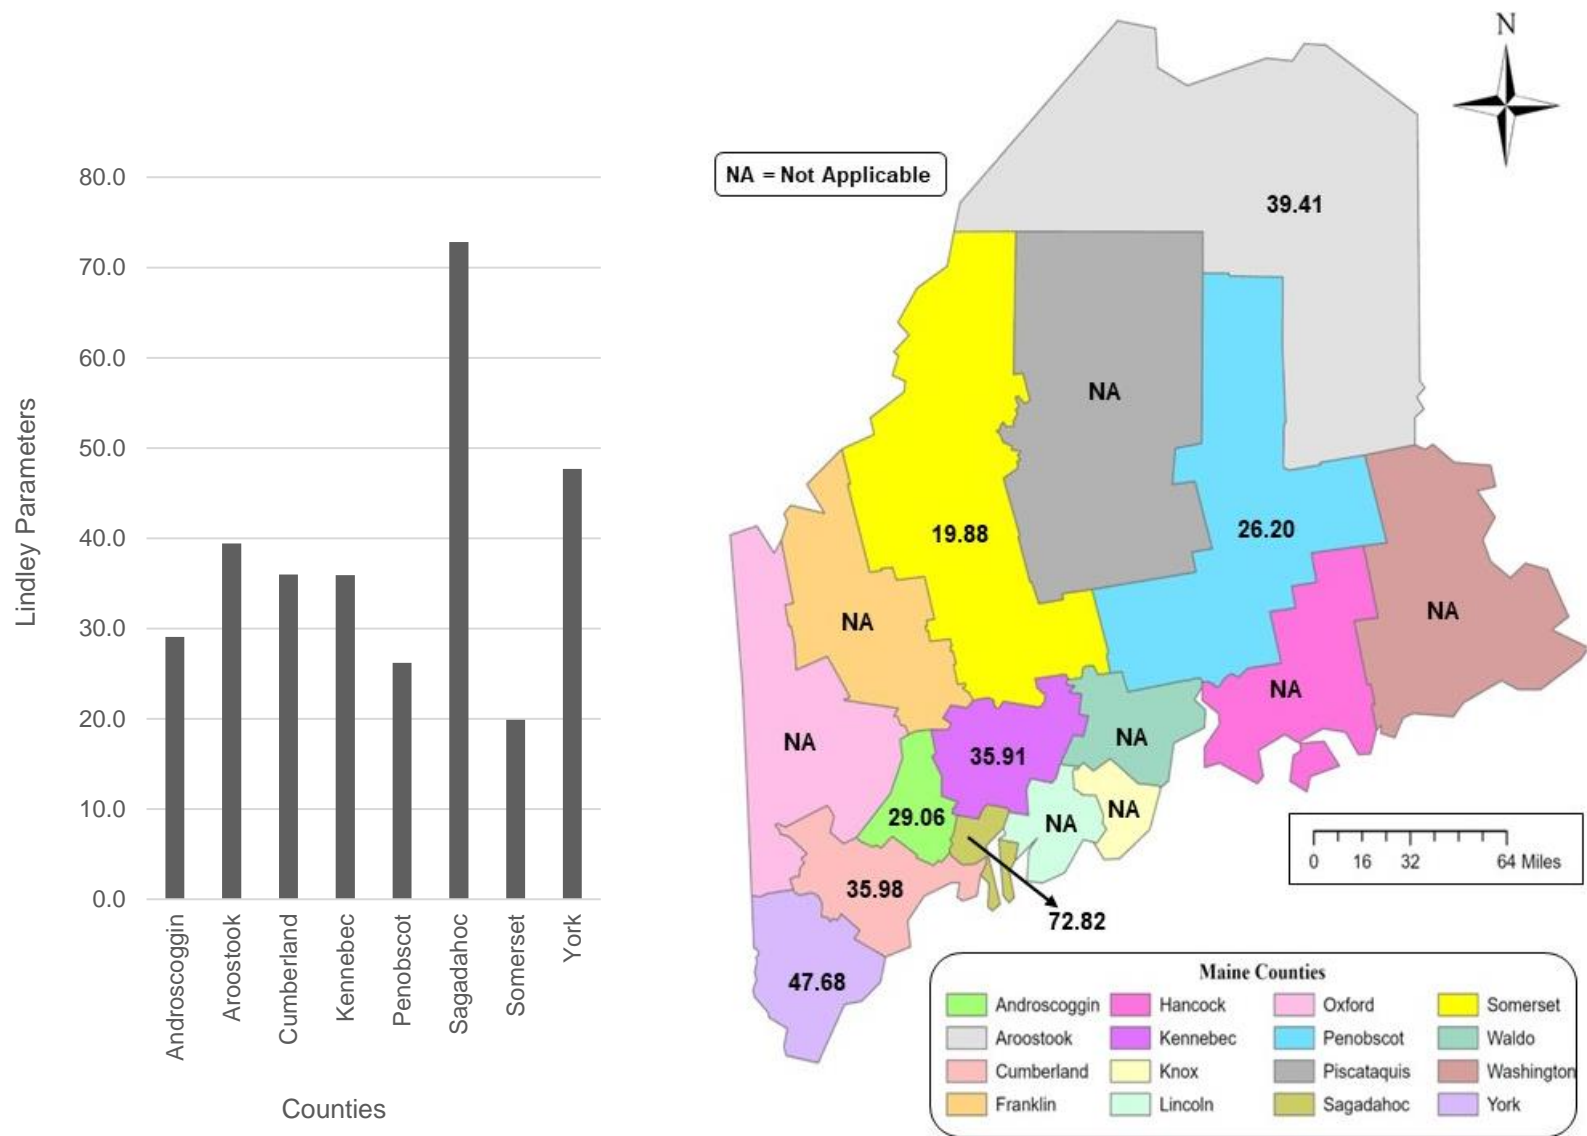 80.0
70.0
60.0
50.0
40.0
30.0
20.0
10.0
0.0
Lindley Parameters
Androscoggin
Aroostook
Cumberland
Kennebec
Penobscot
Sagadahoc
Somerset
York
Counties
N
NA = Not Applicable
39.41
NA
19.88
26.20
NA
NA
NA
NA
NA
35.91
29.06
NA
NA
35.98
72.82
47.68
0 16 32 64 Miles
Maine Counties
Androscoggin Hancock Oxford Somerset
Aroostook Kennebec Penobscot Waldo
Cumberland Knox Piscataquis Washington
Franklin Lincoln Sagadahoc York